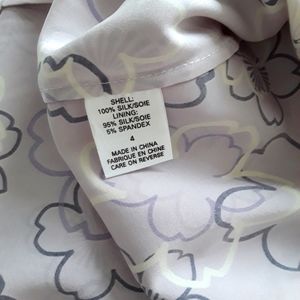 SHELL:
100% SILK/SOIE
LINING:
95% SILK/SOIE
5% SPANDEX
4
MADE IN CHINA
FABRIQUE EN CHINE
CARE ON REVERSE